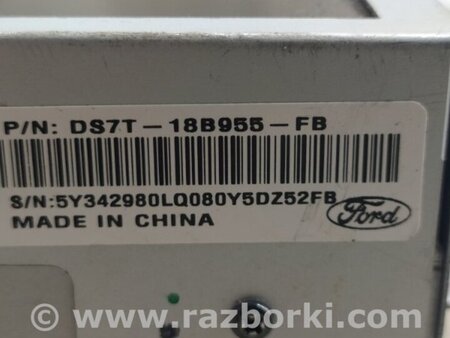 P/N: DS7T-18B955-FB
S/N:5Y342980LQ080Y5DZ52FB
MADE IN CHINA
Ford
© www.razborki.com